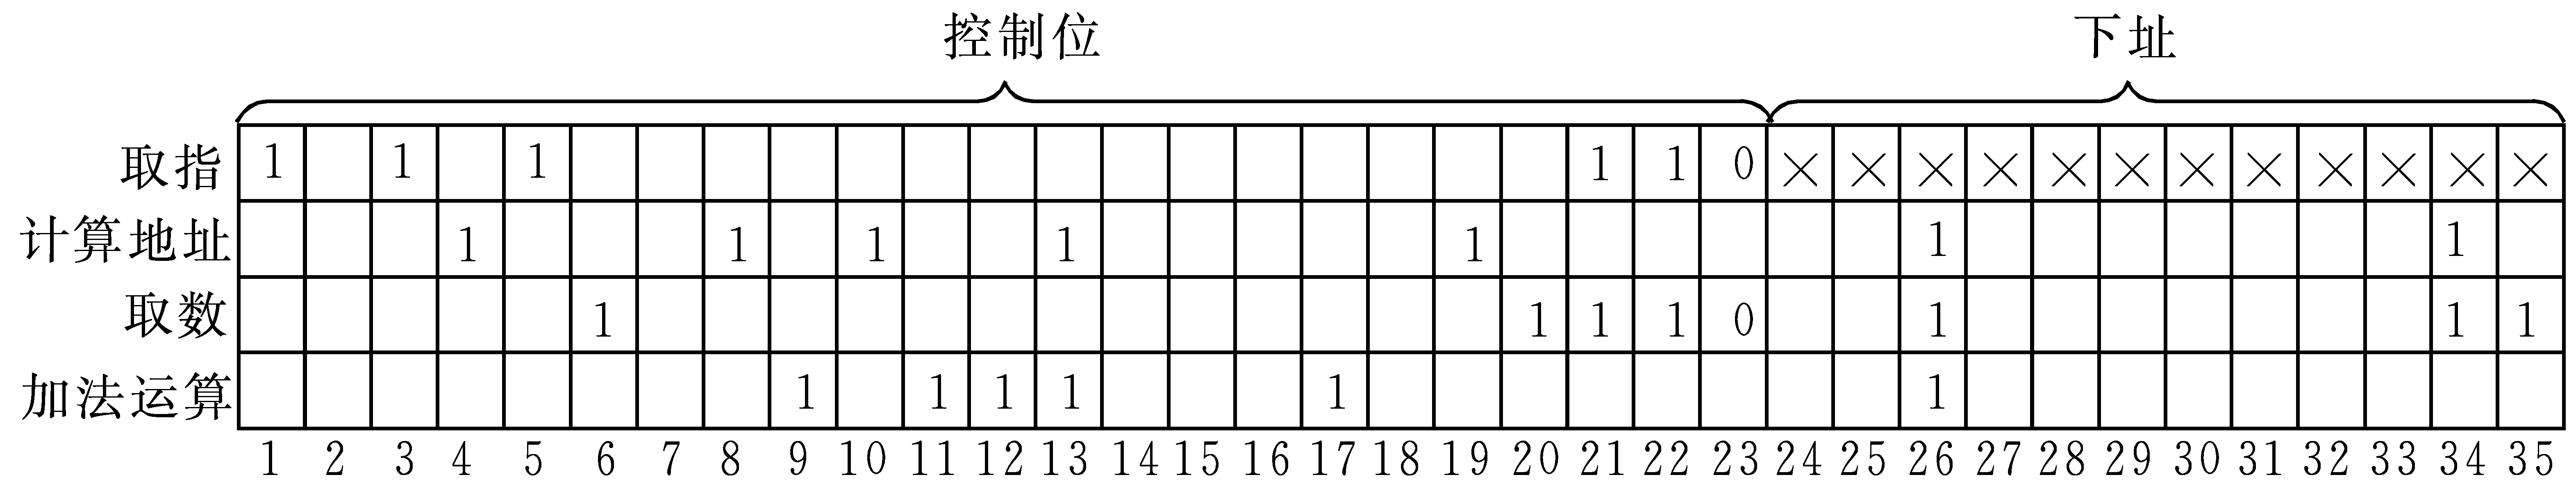 控制位 下址
取指 1 1 1 1 1 0 × × × × × × × × × × × ×
计算地址 1 1 1 1 1 1 1
取数 1 1 1 1 0 1 1 1
加法运算 1 1 1 1 1 1
1 2 3 4 5 6 7 8 9 10 11 12 13 14 15 16 17 18 19 20 21 22 23 24 25 26 27 28 29 30 31 32 33 34 35